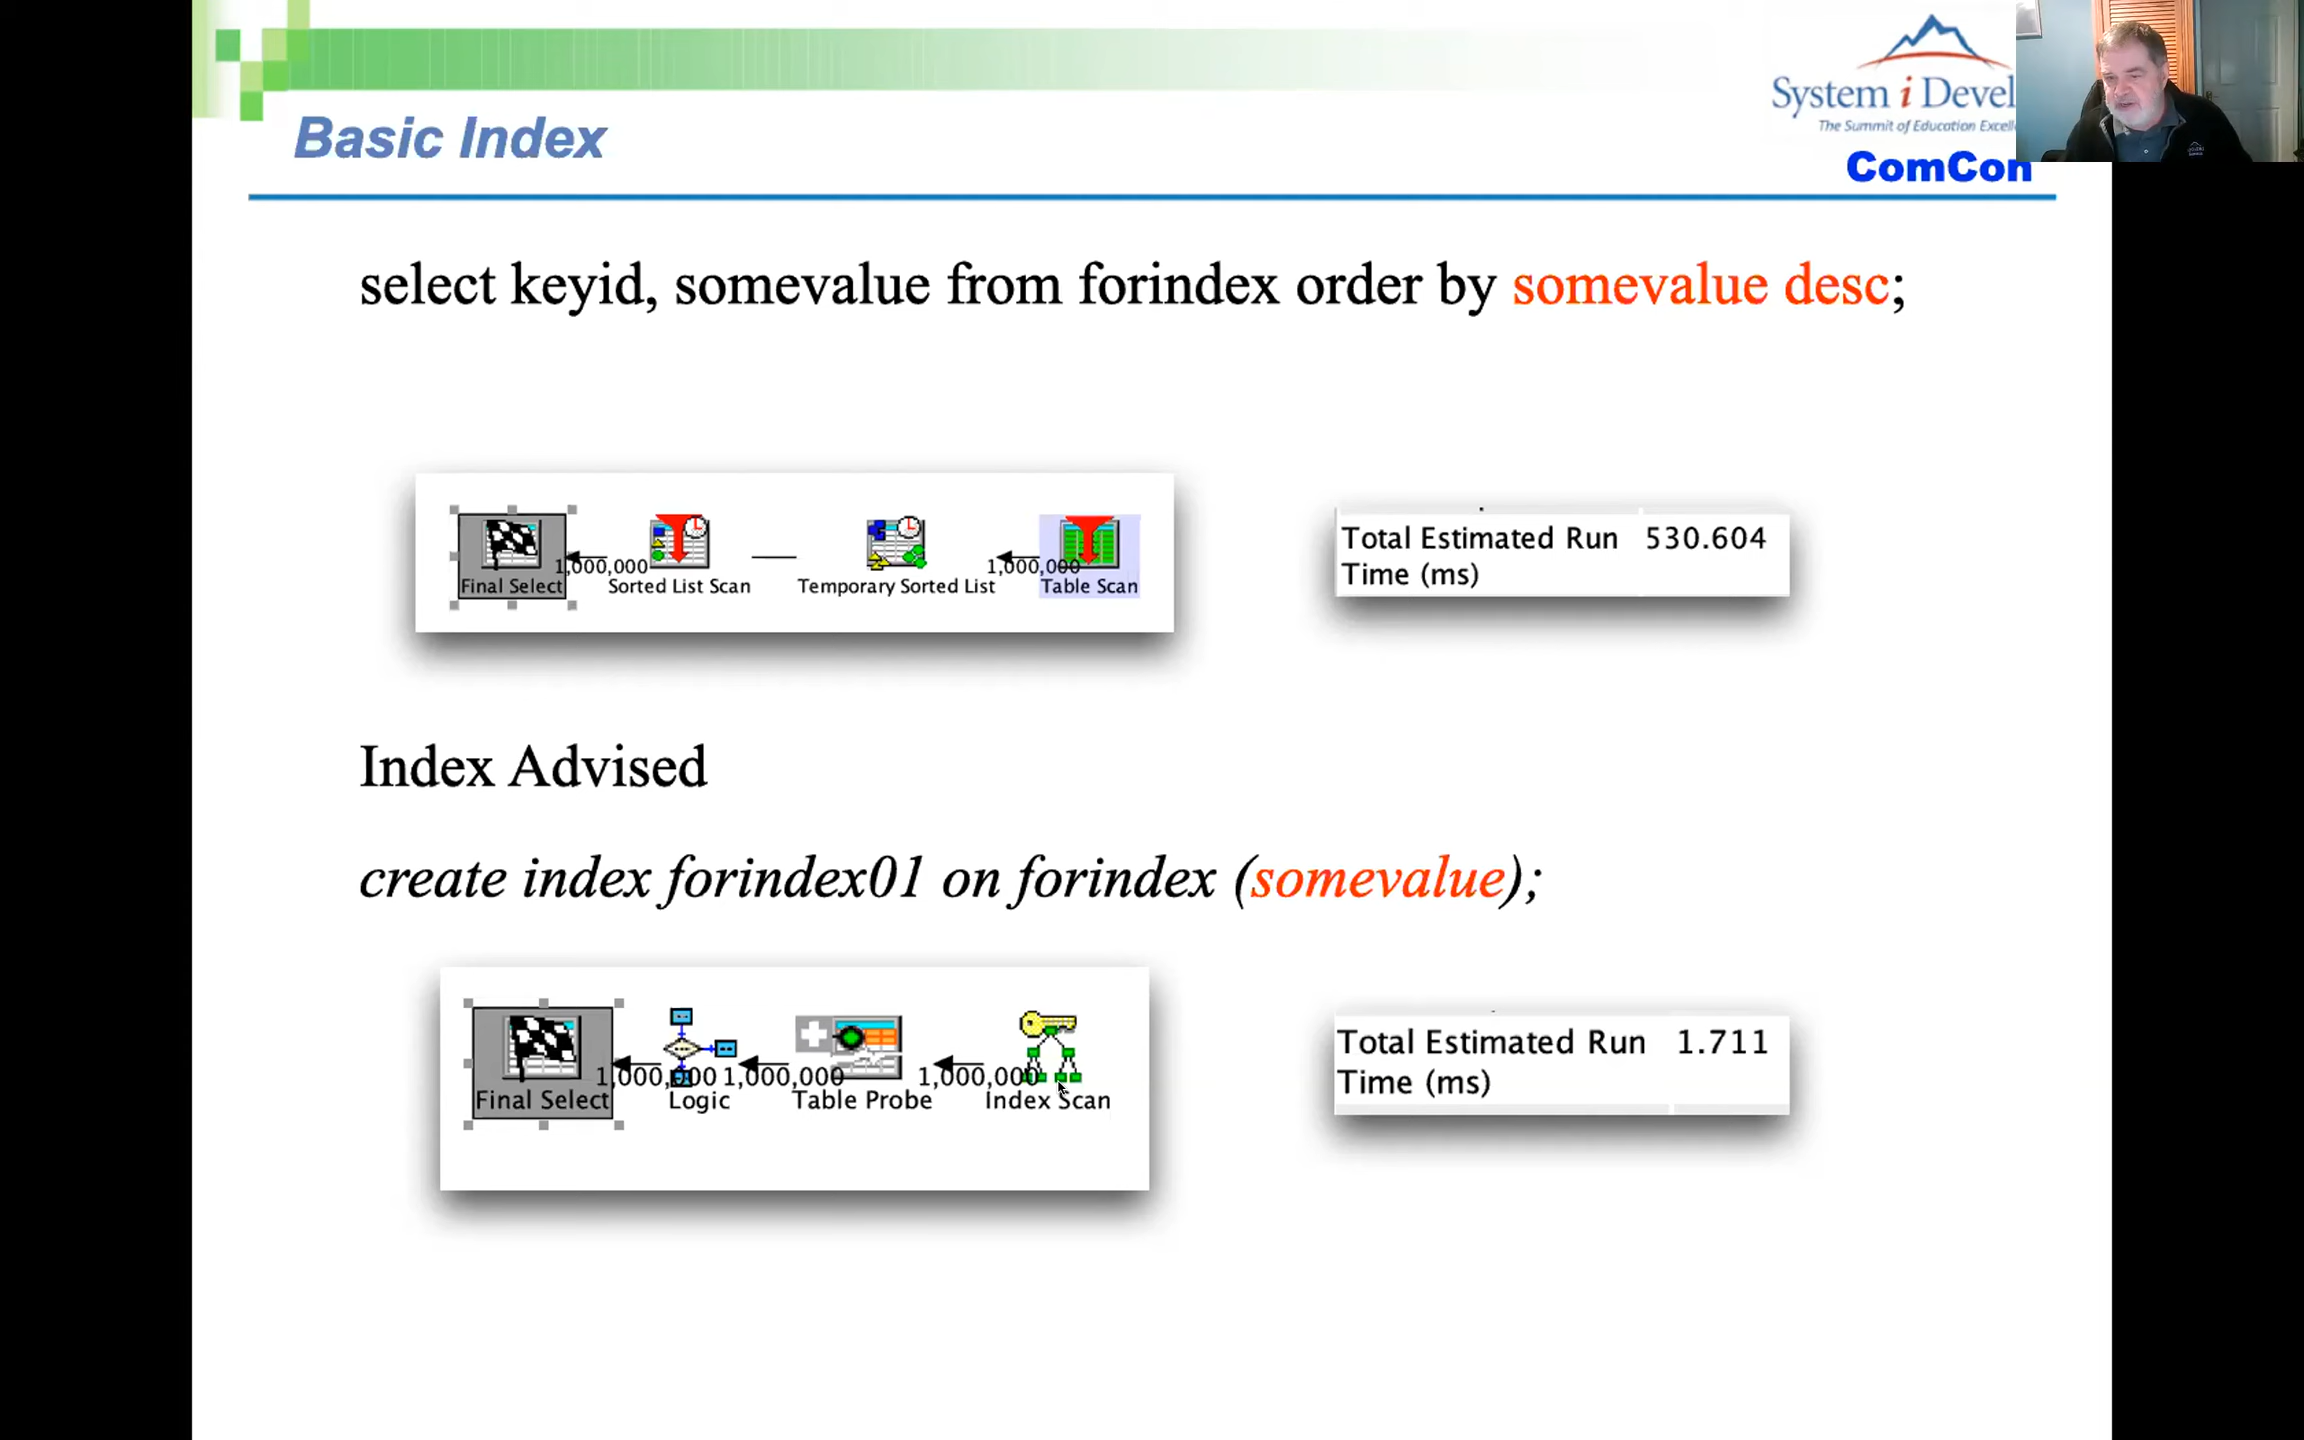 System i Devel
The Summit of Education Excell
Basic Index
ComCon
select keyid, somevalue from forindex order by somevalue desc;
1,000,000
1,000,000
Final Select
Sorted List Scan
Temporary Sorted List
Table Scan
Total Estimated Run 530.604
Time (ms)
Index Advised
create index forindex01 on forindex (somevalue);
1,000,000
1,000,000
1,000,000
Final Select
Logic
Table Probe
Index Scan
Total Estimated Run 1.711
Time (ms)